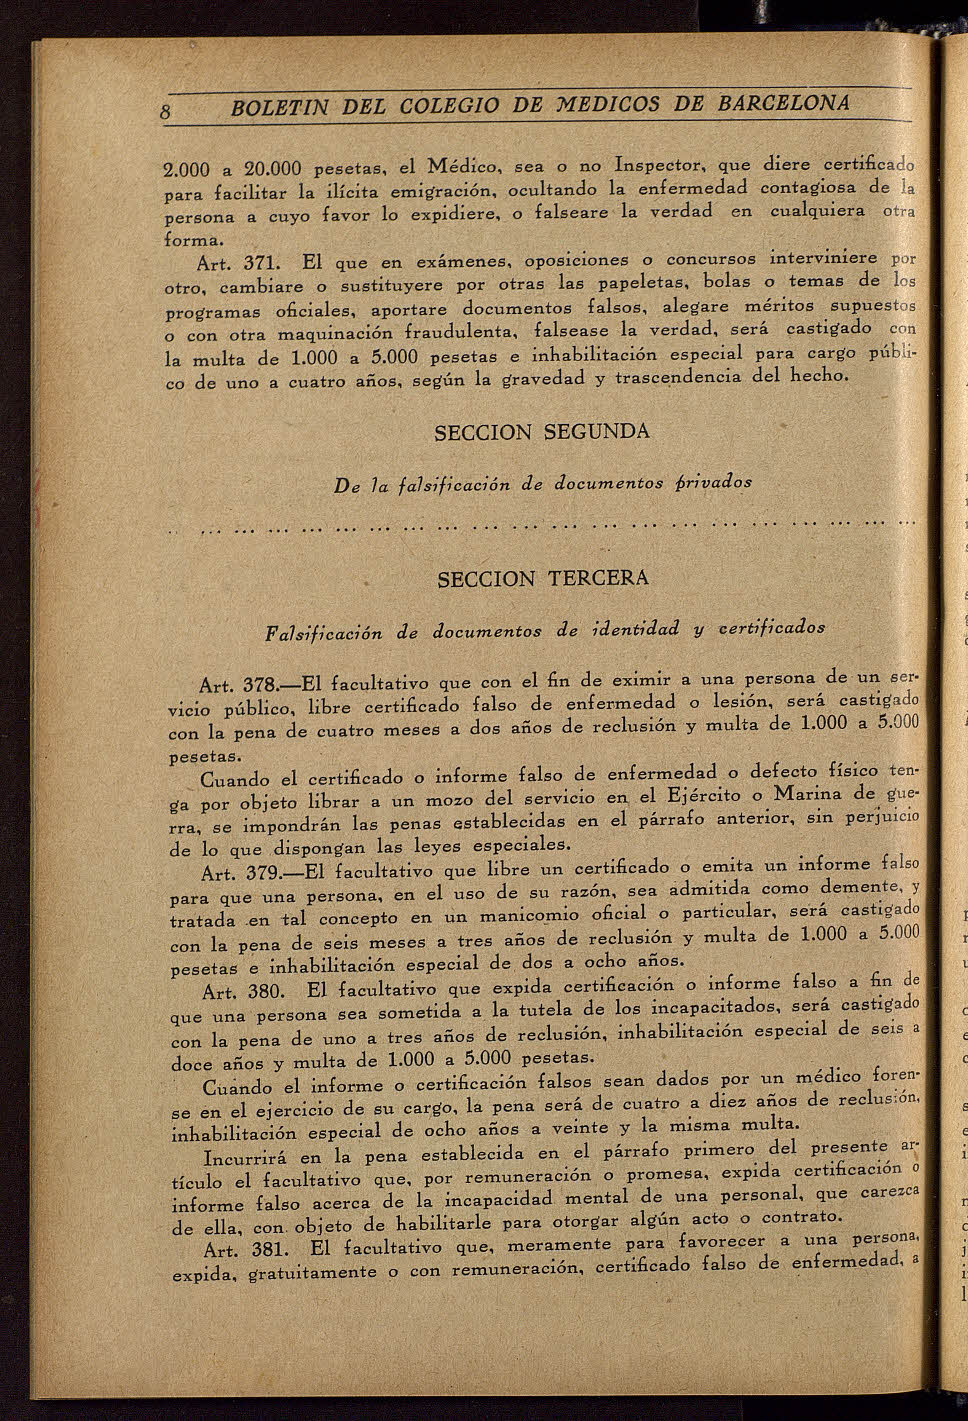 8 BOLETIN DEL COLEGIO DE MEDICOS DE BARCELONA
2.000 a 20.000 pesetas, el Médico, sea o no Inspector, que diere certificado
para facilitar la ilícita emigración, ocultando la enfermedad contagiosa de la
persona a cuyo favor lo expidiere, o falseare la verdad en cualquiera otra
forma.
Art. 371. El que en exámenes, oposiciones o concursos interviniere por
otro, cambiare o sustituyere por otras las papeletas, bolas o temas de los
programas oficiales, aportare documentos falsos, alegare méritos supuestos
o con otra maquinación fraudulenta, falsease la verdad, será castigado con
la multa de 1.000 a 5.000 pesetas e inhabilitación especial para cargo públi-
co de uno a cuatro años, según la gravedad y trascendencia del hecho.
SECCION SEGUNDA
De la falsificación de documentos privados
.. ... ... ... ... ... ... ... ... ... ... ... ... ... ... ... ... ... ... ... ...
SECCION TERCERA
Falsificación de documentos de identidad y certificados
Art. 378.—El facultativo que con el fin de eximir a una persona de un ser-
vicio público, libre certificado falso de enfermedad o lesión, será castigado
con la pena de cuatro meses a dos años de reclusión y multa de 1.000 a 5.000
pesetas.
Cuando el certificado o informe falso de enfermedad o defecto físico ten-
ga por objeto librar a un mozo del servicio en el Ejército o Marina de gue-
rra, se impondrán las penas establecidas en el párrafo anterior, sin perjuicio
de lo que dispongan las leyes especiales.
Art. 379.—El facultativo que libre un certificado o emita un informe falso
para que una persona, en el uso de su razón, sea admitida como demente, y
tratada en tal concepto en un manicomio oficial o particular, será castigado
con la pena de seis meses a tres años de reclusión y multa de 1.000 a 5.000
pesetas e inhabilitación especial de dos a ocho años.
Art. 380. El facultativo que expida certificación o informe falso a fin de
que una persona sea sometida a la tutela de los incapacitados, será castigado
con la pena de uno a tres años de reclusión, inhabilitación especial de seis a
doce años y multa de 1.000 a 5.000 pesetas.
Cuando el informe o certificación falsos sean dados por un médico foren-
se en el ejercicio de su cargo, la pena será de cuatro a diez años de reclusión,
inhabilitación especial de ocho años a veinte y la misma multa.
Incurrirá en la pena establecida en el párrafo primero del presente ar-
tículo el facultativo que, por remuneración o promesa, expida certificación o
informe falso acerca de la incapacidad mental de una personal, que carezca
de ella, con objeto de habilitarle para otorgar algún acto o contrato.
Art. 381. El facultativo que, meramente para favorecer a una persona,
expida, gratuitamente o con remuneración, certificado falso de enfermedad, a